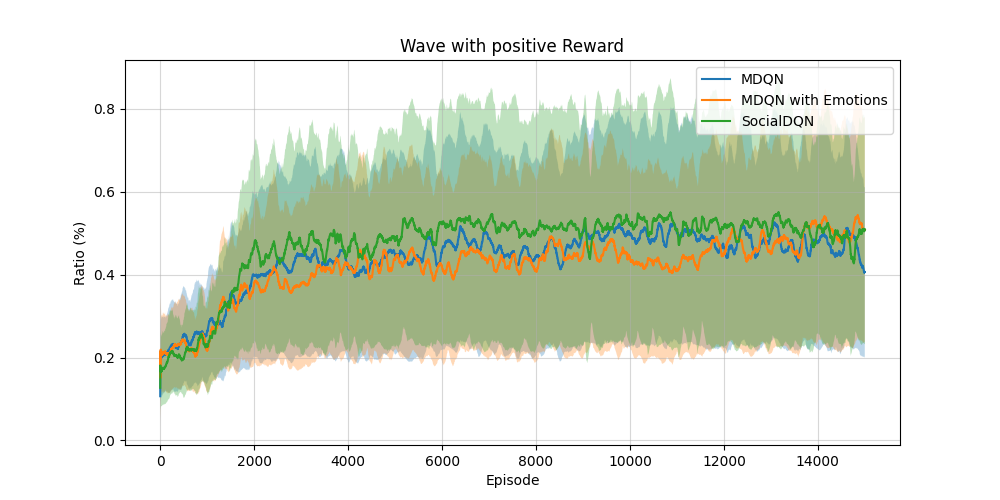 Wave with positive Reward
MDQN
MDQN with Emotions
SocialDQN
Ratio (%)
0.8
0.6
0.4
0.2
0.0
0 2000 4000 6000 8000 10000 12000 14000
Episode